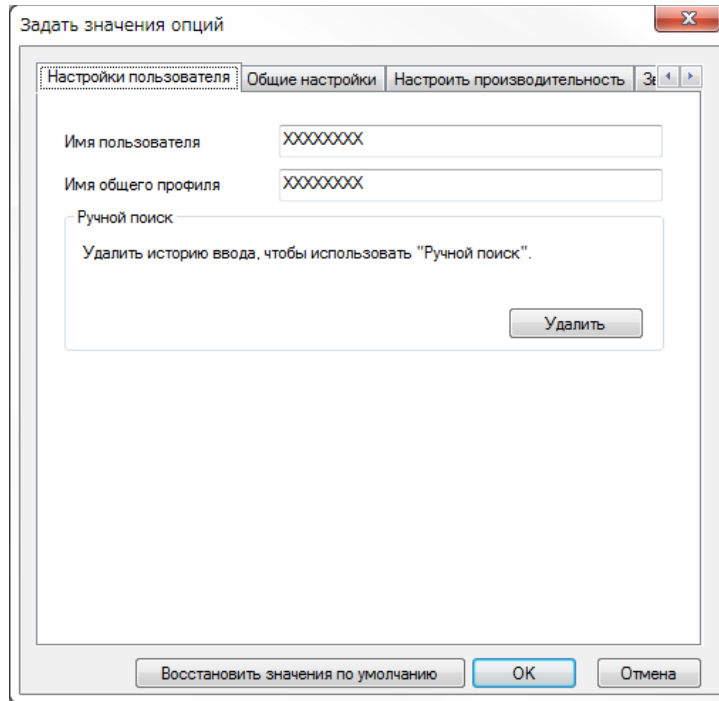 Задать значения опций
Настройки пользователя Общие настройки Настроить производительность
Имя пользователя XXXXXXXX
Имя общего профиля XXXXXXXX
Ручной поиск
Удалить историю ввода, чтобы использовать "Ручной поиск".
Удалить
Восстановить значения по умолчанию OK Отмена